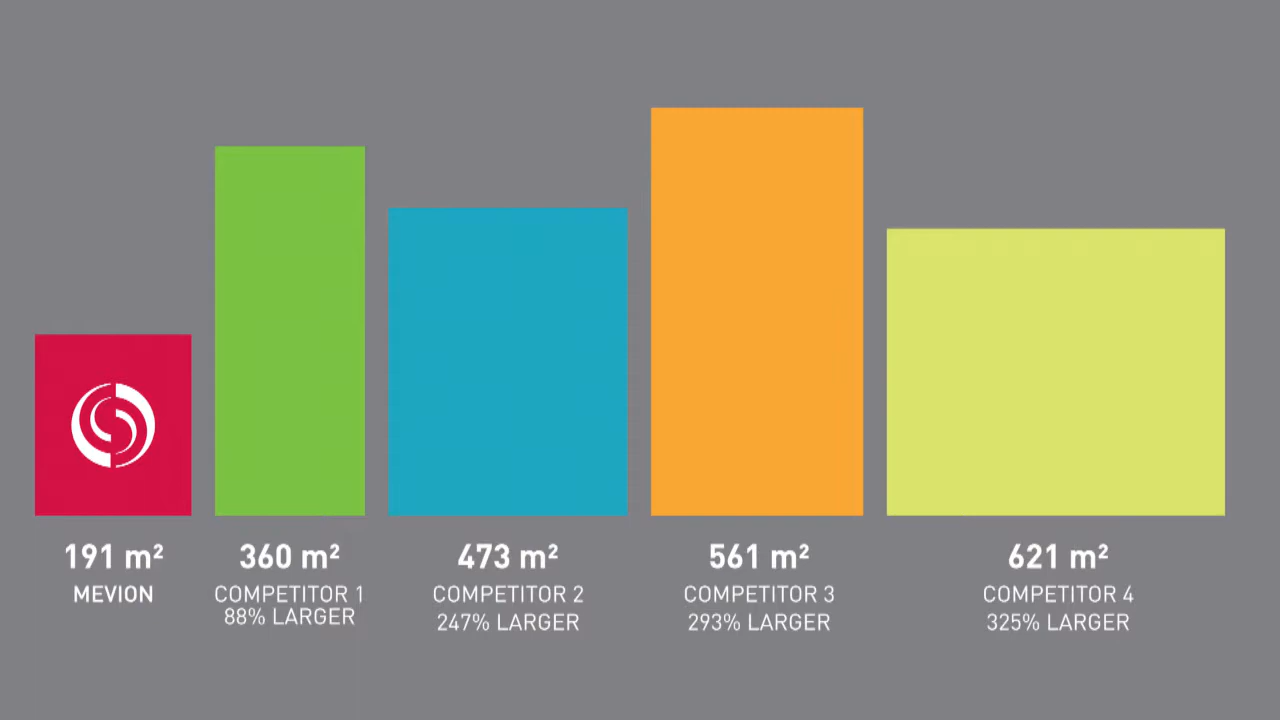 191 m²
MEVION
360 m²
COMPETITOR 1
88% LARGER
473 m²
COMPETITOR 2
247% LARGER
561 m²
COMPETITOR 3
293% LARGER
621 m²
COMPETITOR 4
325% LARGER